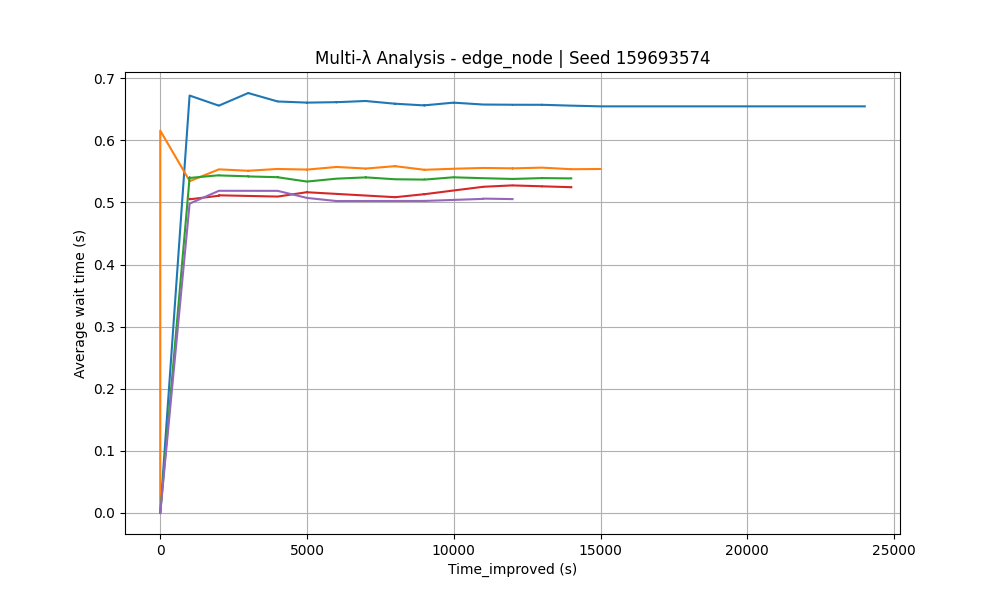 Multi-λ Analysis - edge_node | Seed 159693574
Average wait time (s)
0.7
0.6
0.5
0.4
0.3
0.2
0.1
0.0
0 5000 10000 15000 20000 25000
Time_improved (s)